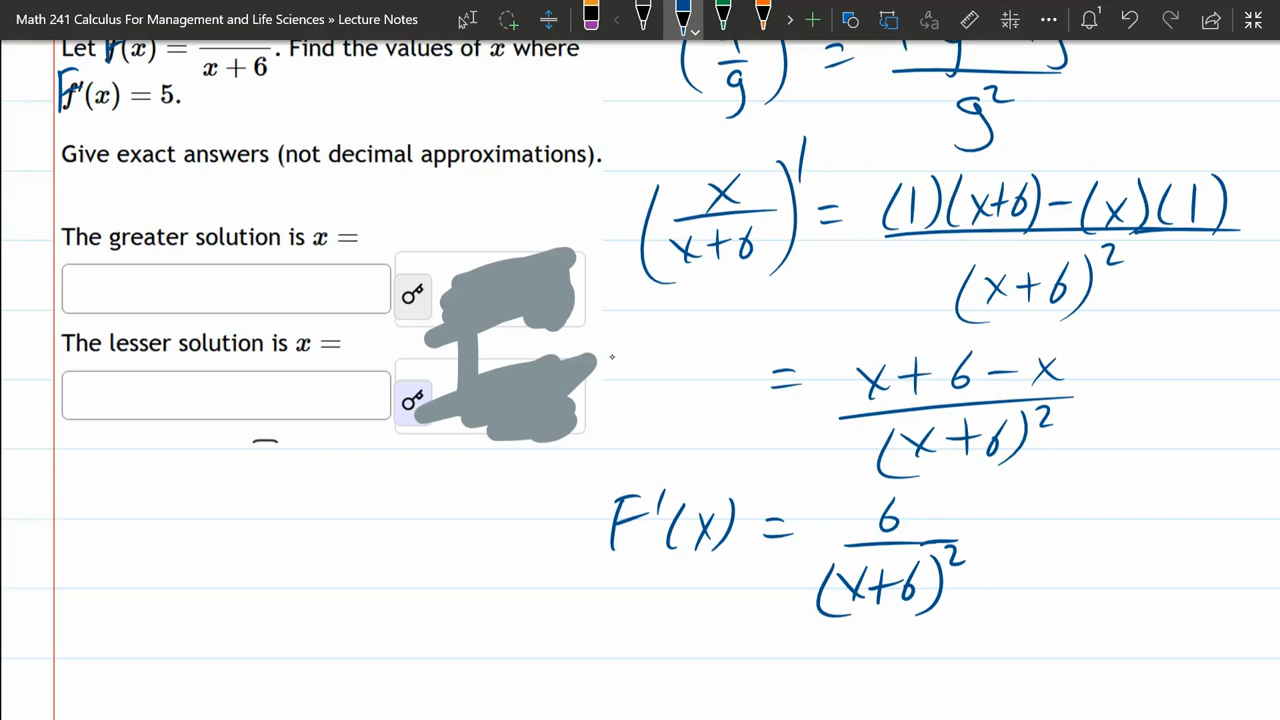 Math 241 Calculus For Management and Life Sciences » Lecture Notes
Let F(x) = ―/(x + 6). Find the values of x where
F'(x) = 5.
Give exact answers (not decimal approximations).
The greater solution is x =
The lesser solution is x =
(f/g) =
g²
(x/(x+6))' = ((1)(x+6) − (x)(1))/(x+6)²
= (x + 6 − x)/(x+6)²
F'(x) = 6/(x+6)²